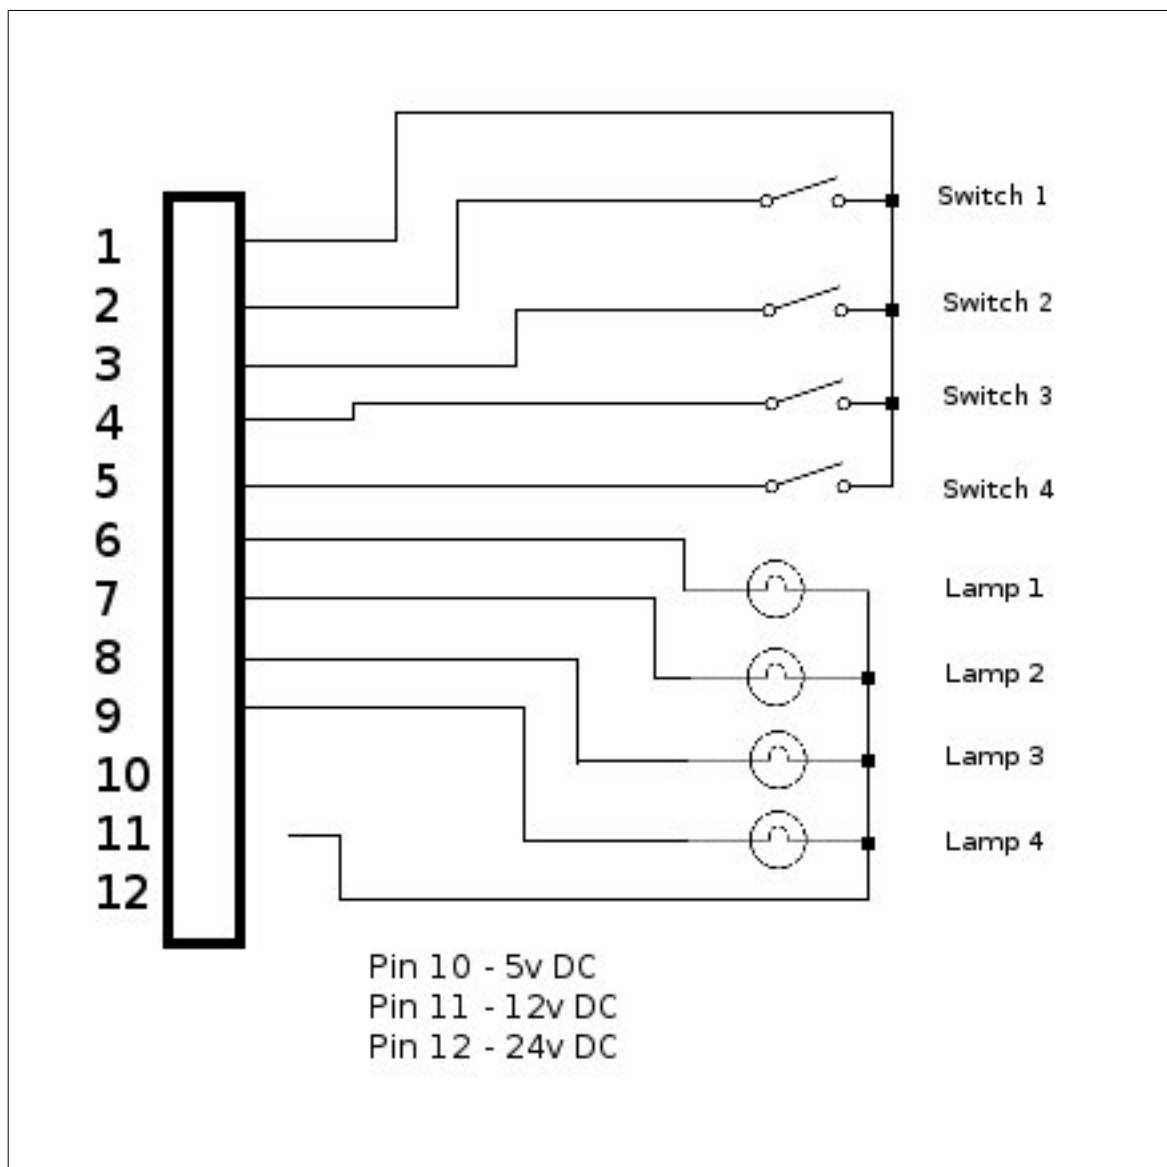 1
2
3
4
5
6
7
8
9
10
11
12
Switch 1
Switch 2
Switch 3
Switch 4
Lamp 1
Lamp 2
Lamp 3
Lamp 4
Pin 10 - 5v DC
Pin 11 - 12v DC
Pin 12 - 24v DC